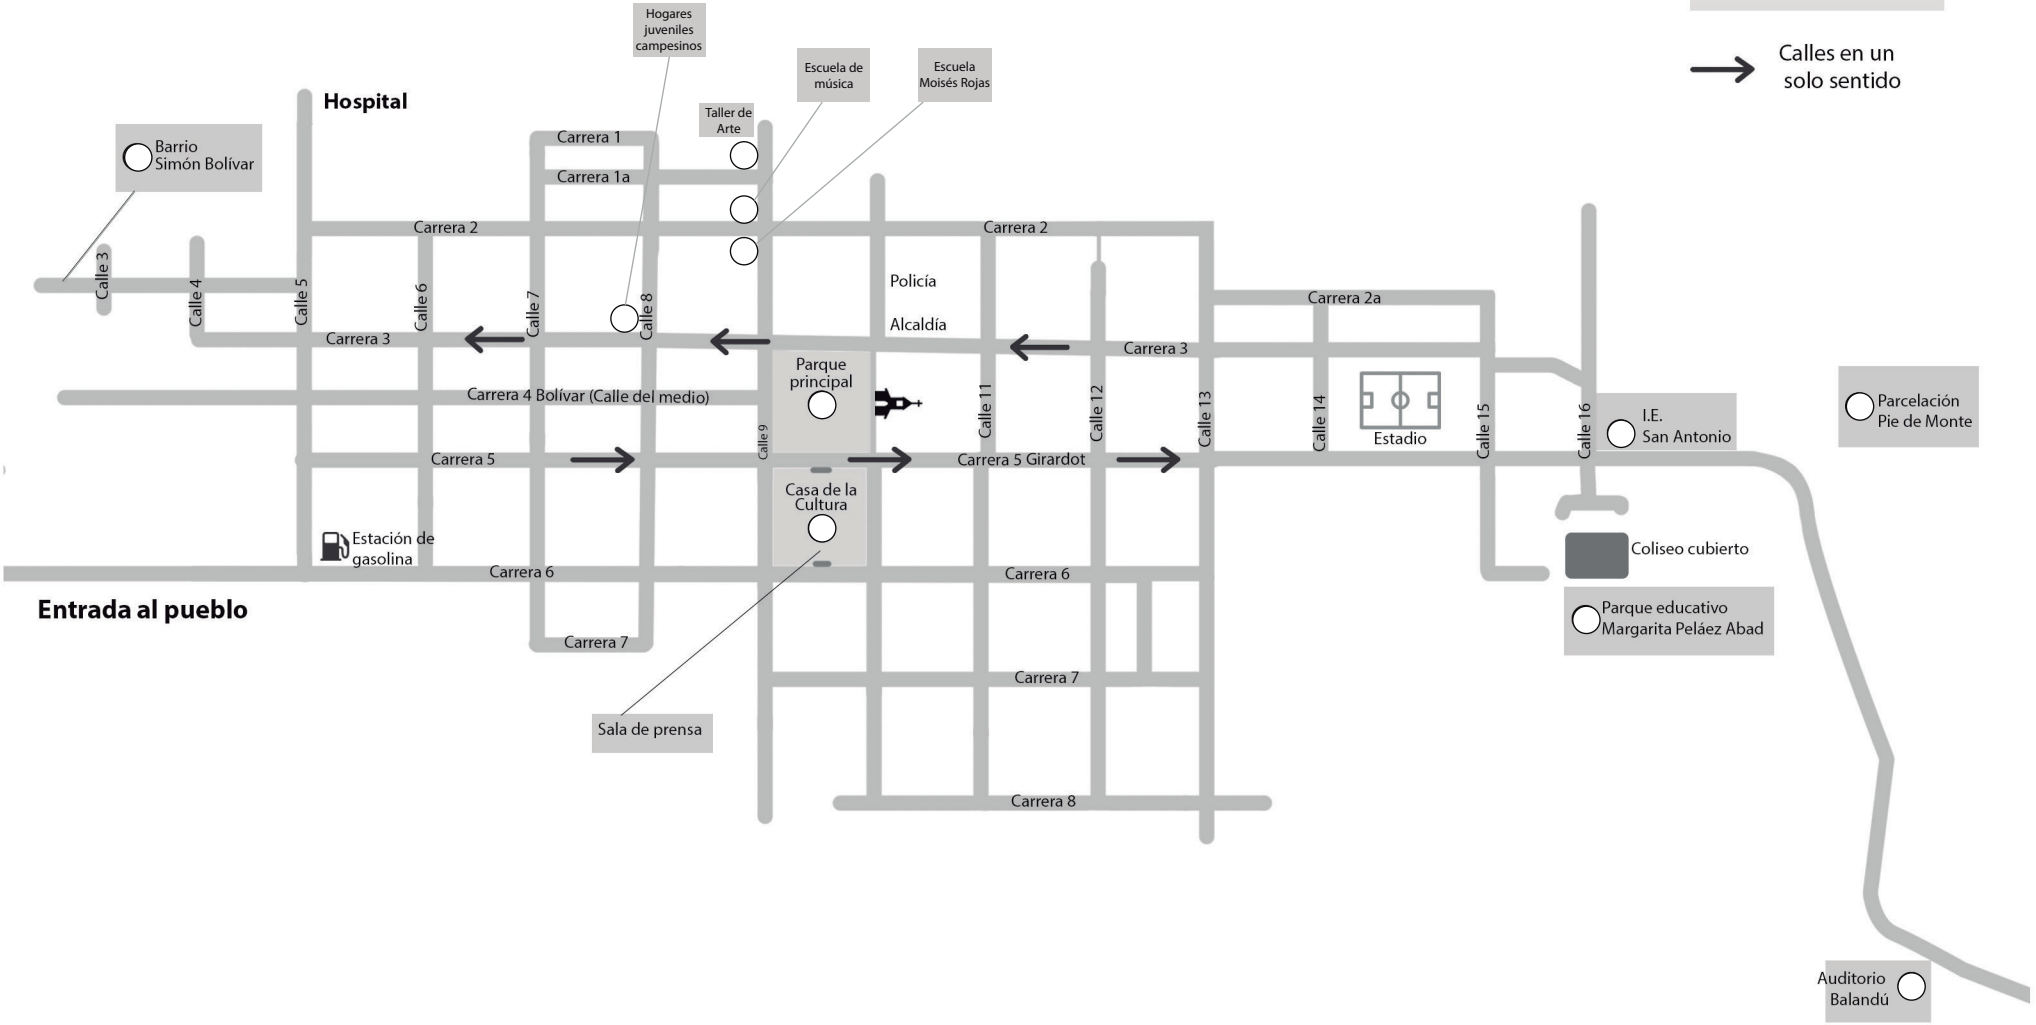 Hogares
juveniles
campesinos
Calles en un
solo sentido
Escuela de
música
Escuela
Moisés Rojas
Hospital
Taller de
Arte
Barrio
Simón Bolívar
Carrera 1
Carrera 1a
Carrera 2
Carrera 2
Calle 3
Calle 4
Calle 5
Calle 6
Calle 7
Calle 8
Policía
Alcaldía
Carrera 2a
Carrera 3
Carrera 3
Parque
principal
Carrera 4 Bolívar (Calle del medio)
Calle 9
Calle 11
Calle 12
Calle 13
Calle 14
Estadio
Calle 15
Calle 16
I.E.
San Antonio
Parcelación
Pie de Monte
Carrera 5
Carrera 5 Girardot
Casa de la
Cultura
Estación de
gasolina
Coliseo cubierto
Carrera 6
Carrera 6
Entrada al pueblo
Parque educativo
Margarita Peláez Abad
Carrera 7
Carrera 7
Sala de prensa
Carrera 8
Auditorio
Balandú